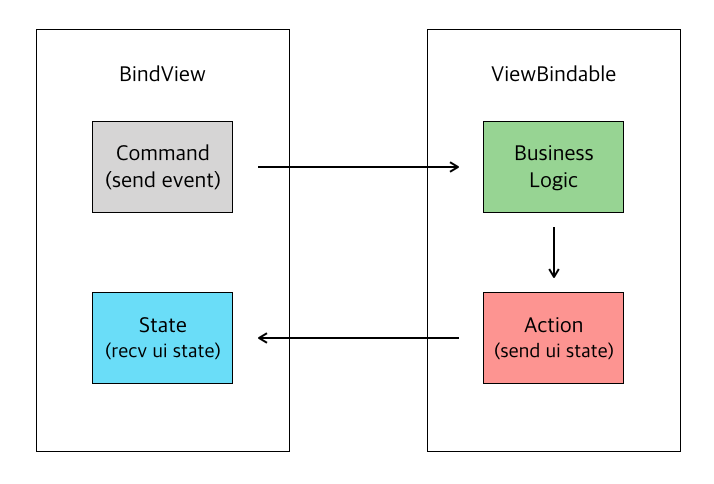 BindView
Command
(send event)
State
(recv ui state)
ViewBindable
Business
Logic
Action
(send ui state)